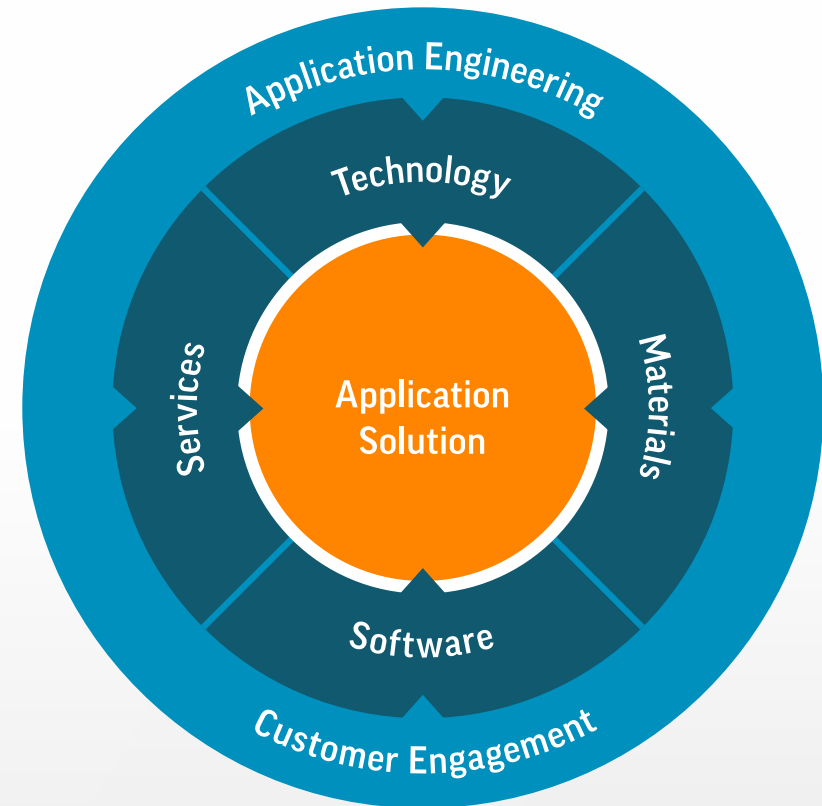 Application Engineering
Technology
Services
Materials
Application
Solution
Software
Customer Engagement